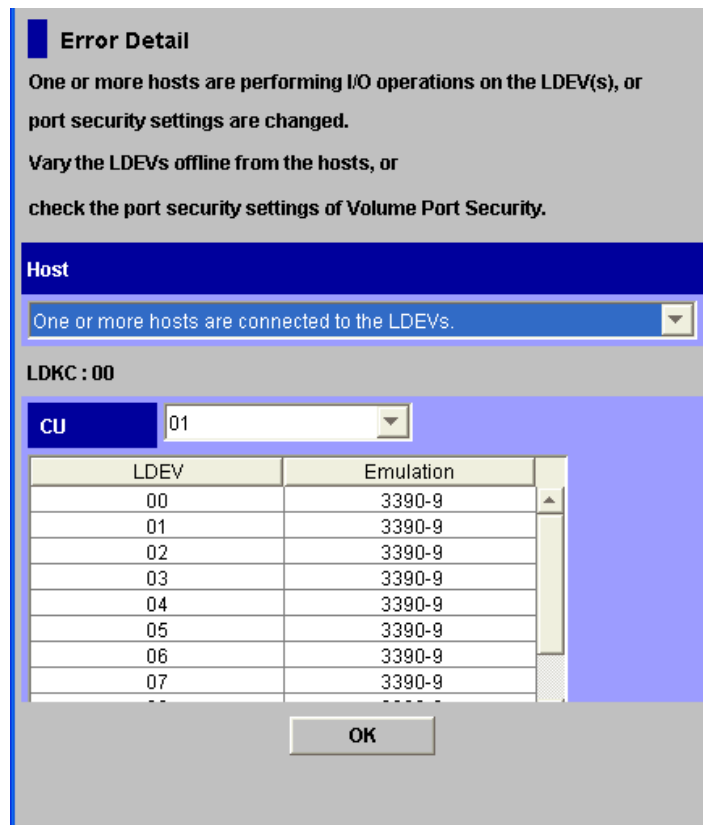 Error Detail
One or more hosts are performing I/O operations on the LDEV(s), or
port security settings are changed.
Vary the LDEVs offline from the hosts, or
check the port security settings of Volume Port Security.
Host
One or more hosts are connected to the LDEVs.
LDKC : 00
CU 01
LDEV Emulation
00 3390-9
01 3390-9
02 3390-9
03 3390-9
04 3390-9
05 3390-9
06 3390-9
07 3390-9
OK